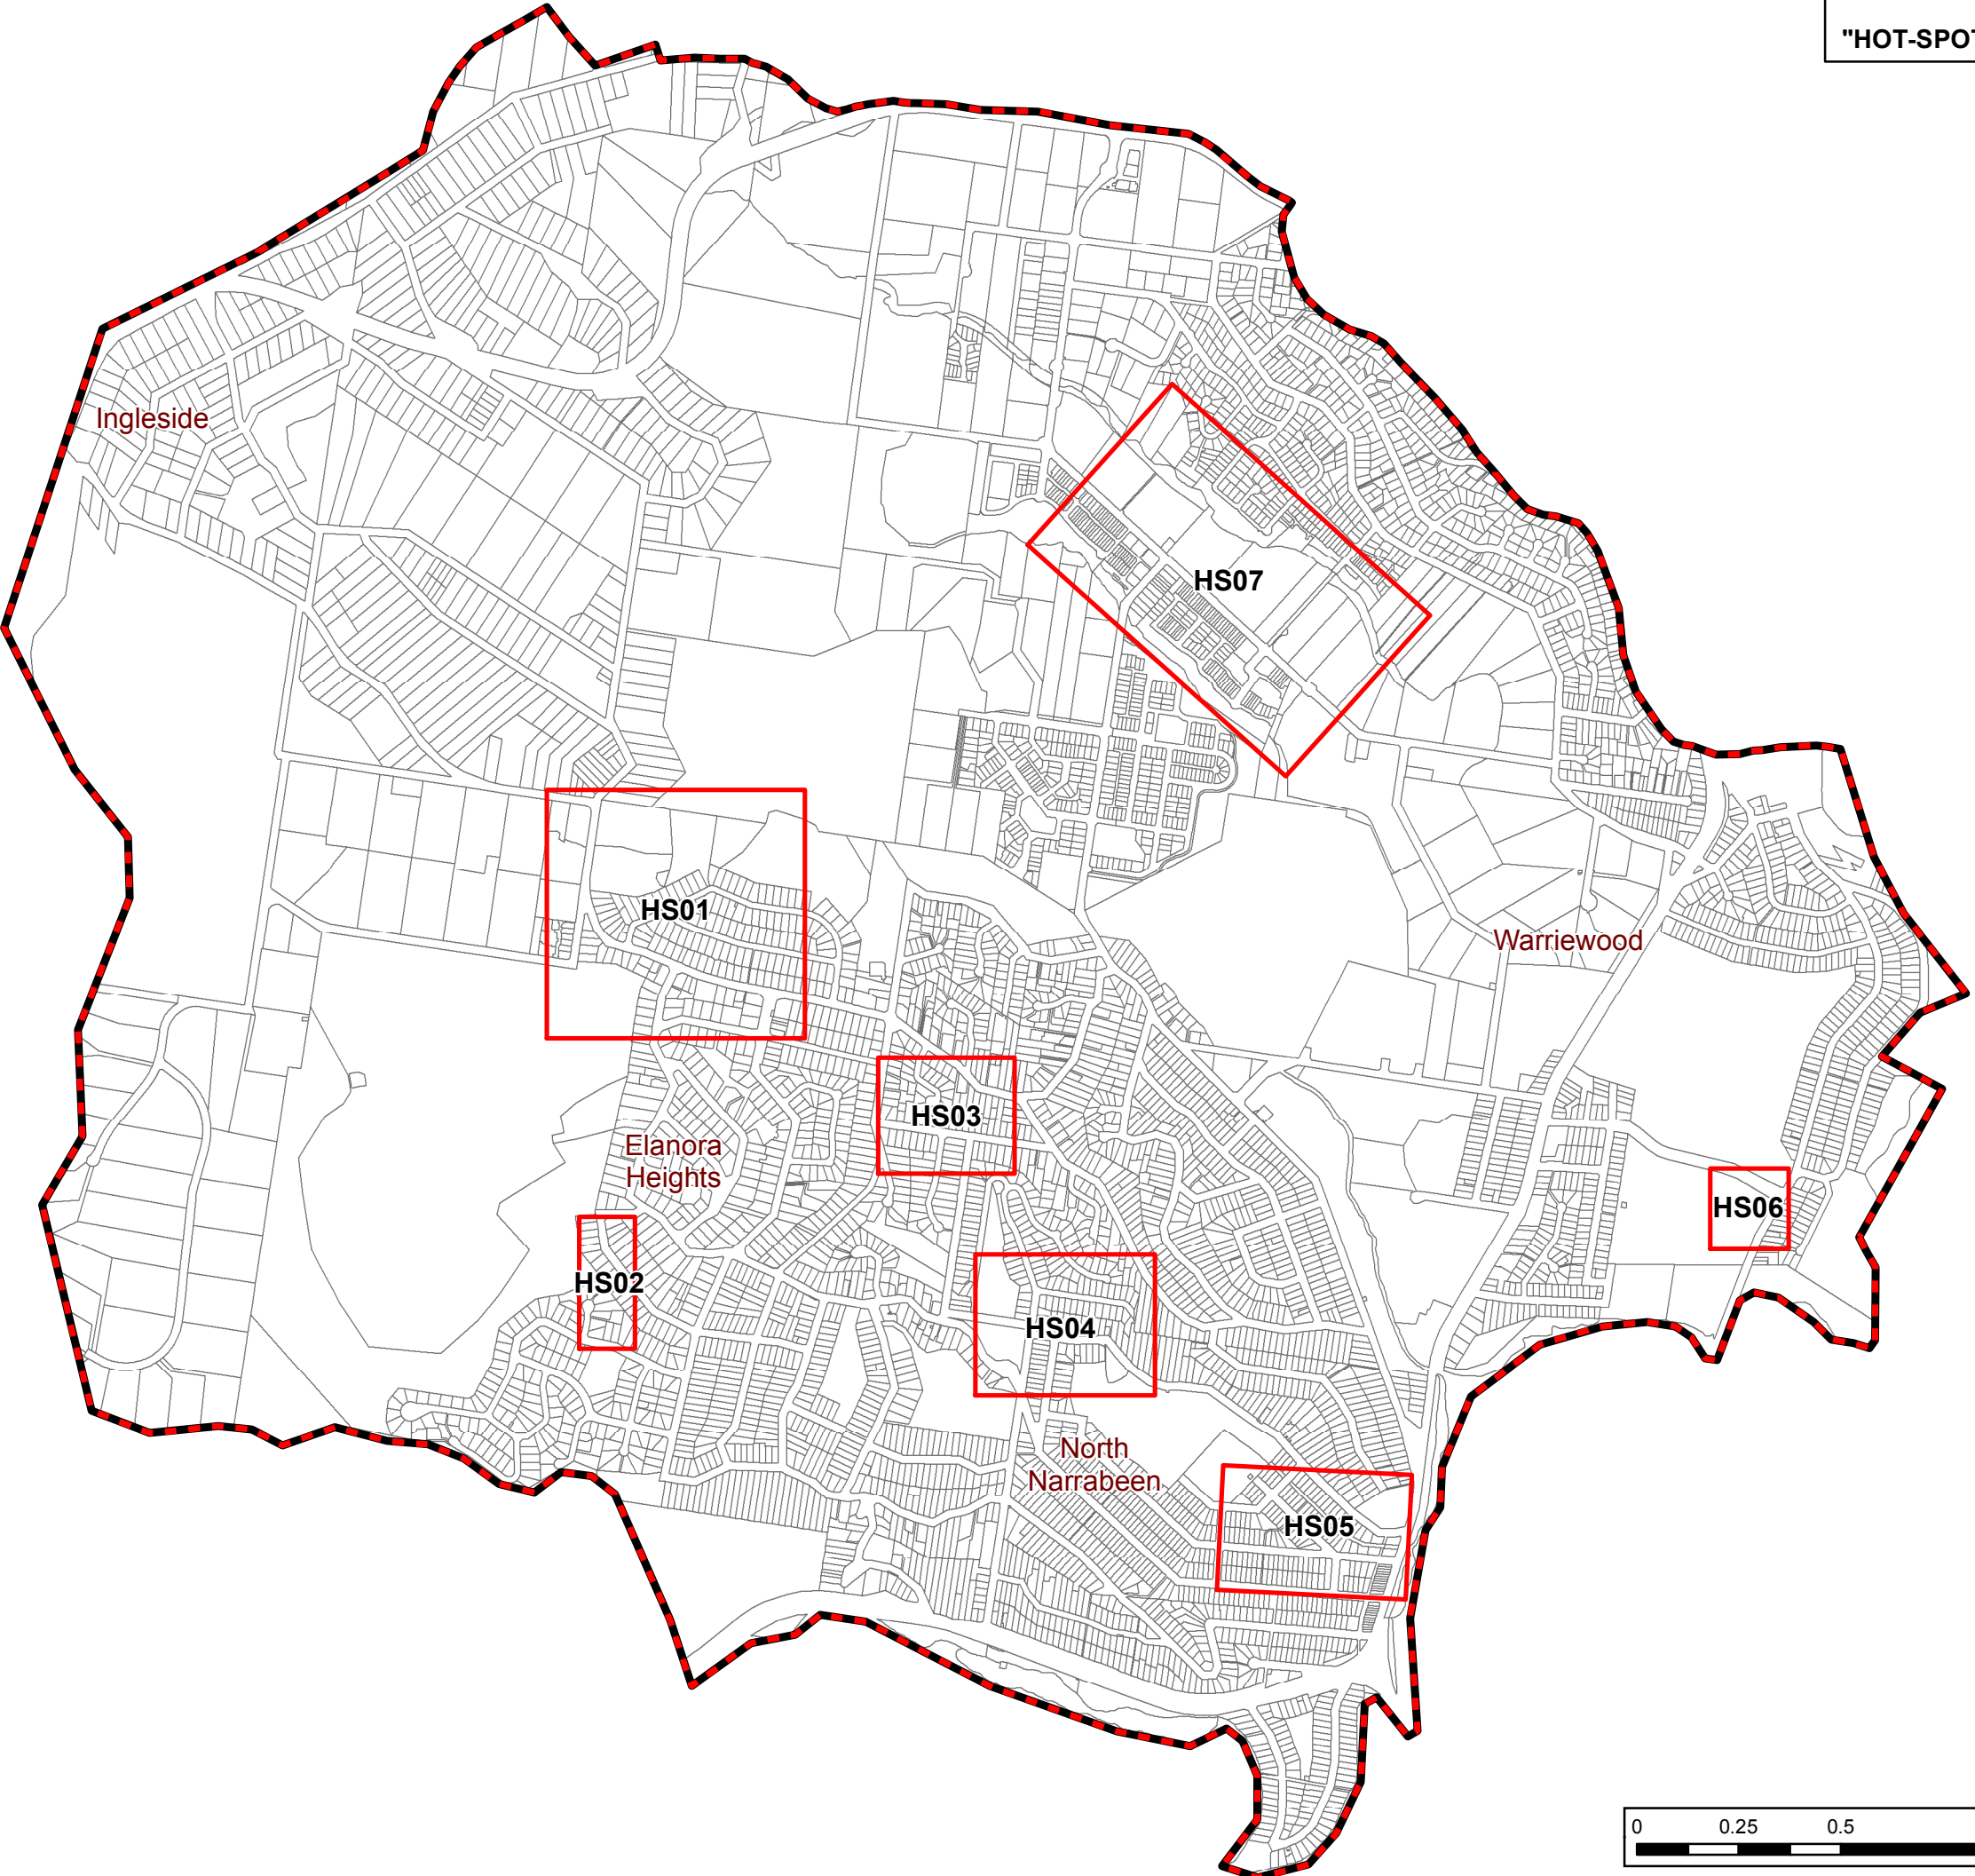 "HOT-SPOT
Ingleside
HS07
HS01
Warriewood
HS03
Elanora
Heights
HS06
HS02
HS04
North
Narrabeen
HS05
0 0.25 0.5